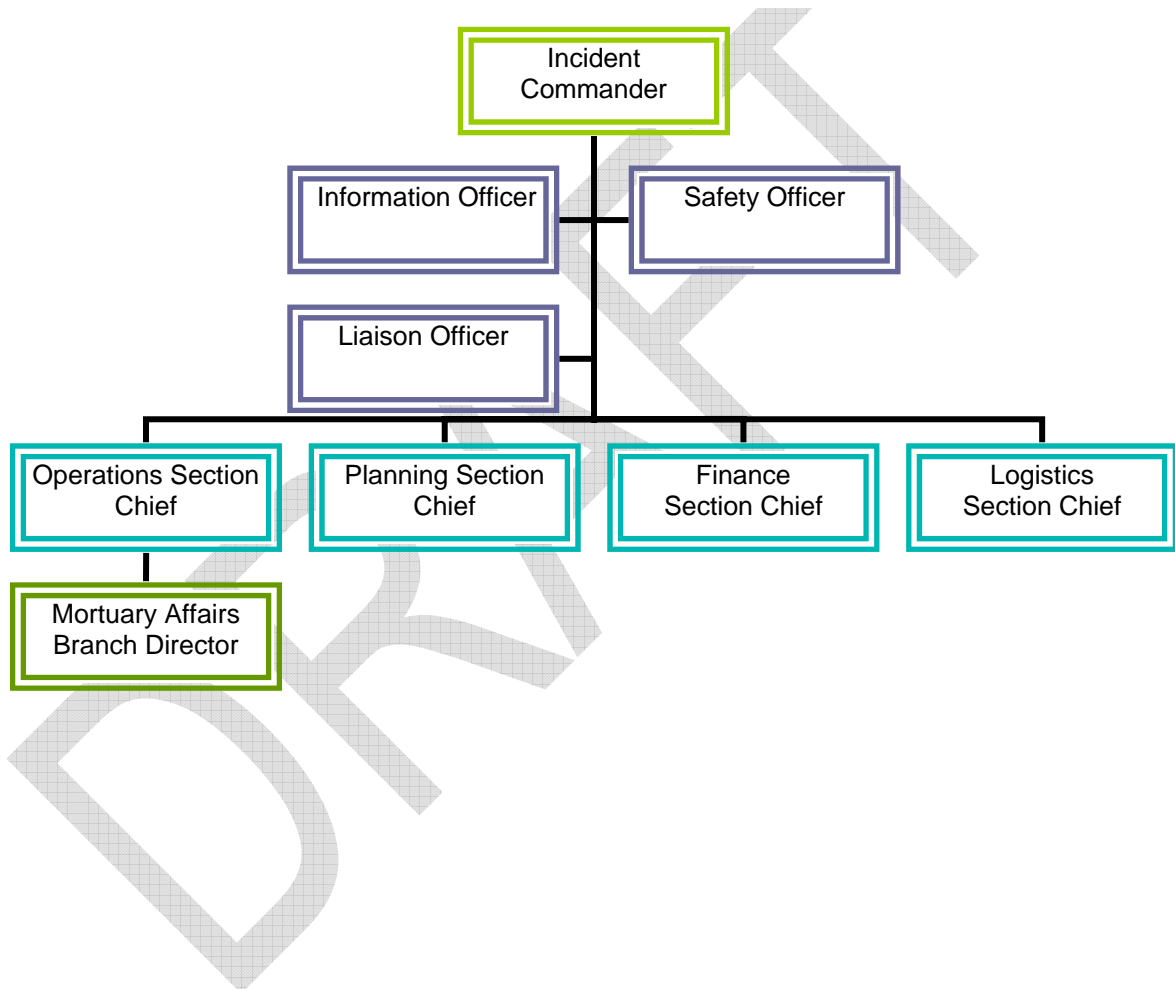 Incident
Commander
Information Officer
Safety Officer
Liaison Officer
Operations Section
Chief
Planning Section
Chief
Finance
Section Chief
Logistics
Section Chief
Mortuary Affairs
Branch Director
DRAFT